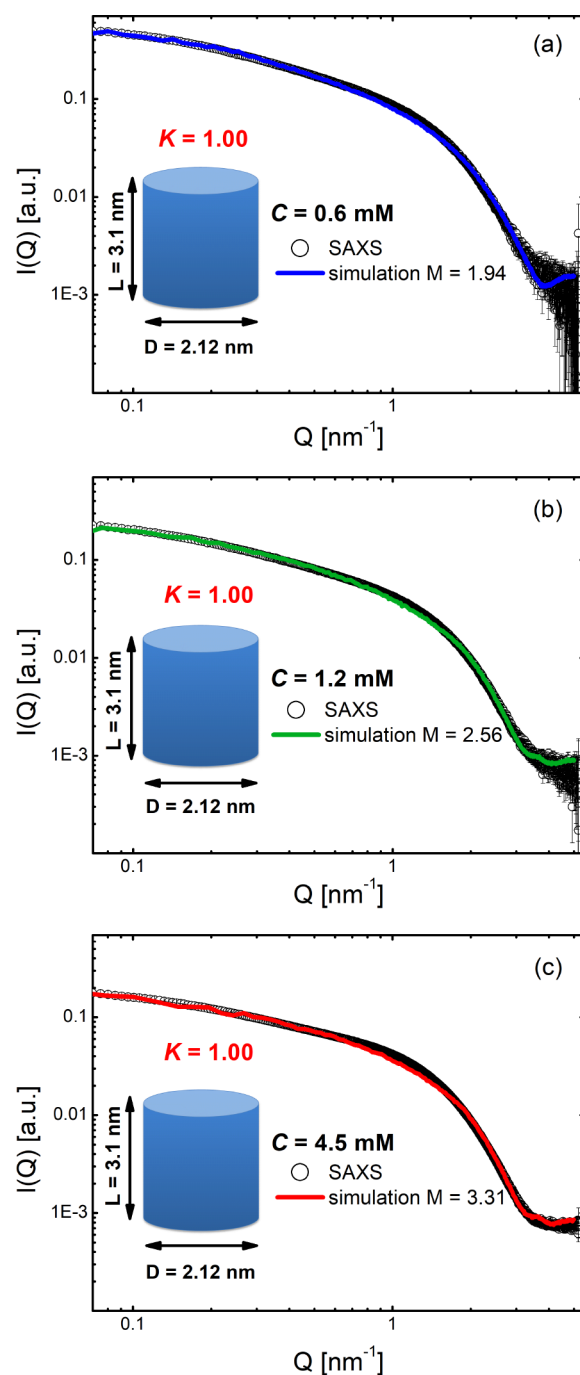 (a)
0.1
0.01
1E-3
I(Q) [a.u.]
K = 1.00
L = 3.1 nm
D = 2.12 nm
C = 0.6 mM
SAXS
simulation M = 1.94
0.1
1
Q [nm⁻¹]
(b)
0.1
0.01
1E-3
I(Q) [a.u.]
K = 1.00
L = 3.1 nm
D = 2.12 nm
C = 1.2 mM
SAXS
simulation M = 2.56
0.1
1
Q [nm⁻¹]
(c)
0.1
0.01
1E-3
I(Q) [a.u.]
K = 1.00
L = 3.1 nm
D = 2.12 nm
C = 4.5 mM
SAXS
simulation M = 3.31
0.1
1
Q [nm⁻¹]